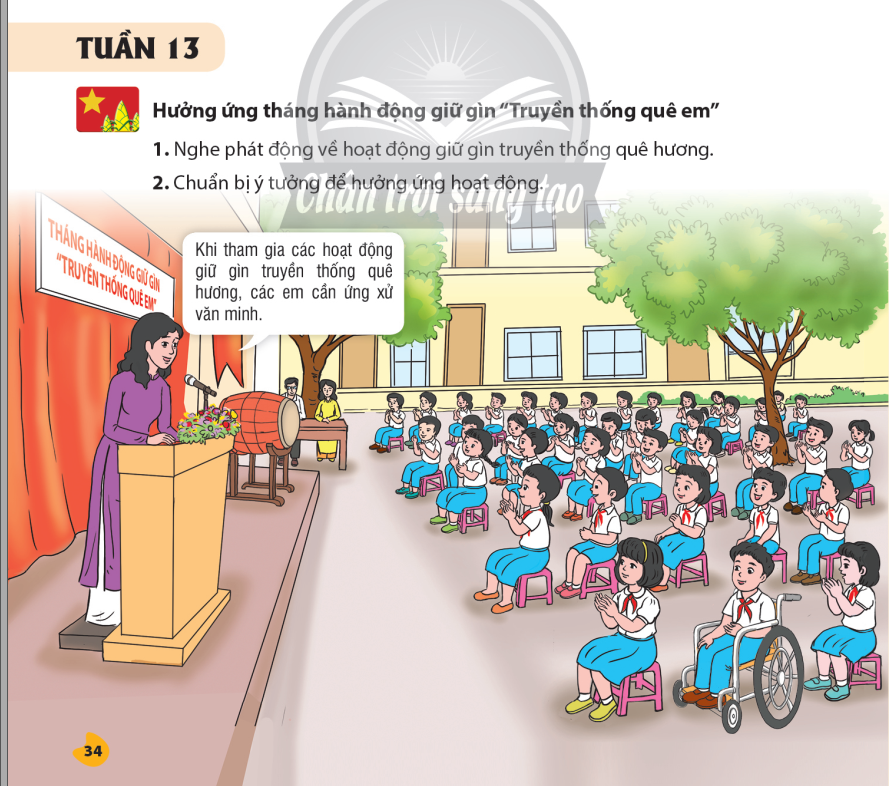 TUẦN 13
Hưởng ứng tháng hành động giữ gìn “Truyền thống quê em”
1. Nghe phát động về hoạt động giữ gìn truyền thống quê hương.
2. Chuẩn bị ý tưởng để hưởng ứng hoạt động.
Chân trời sáng tạo
THÁNG HÀNH ĐỘNG GIỮ GÌN
“TRUYỀN THỐNG QUÊ EM”
Khi tham gia các hoạt động
giữ gìn truyền thống quê
hương, các em cần ứng xử
văn minh.
34